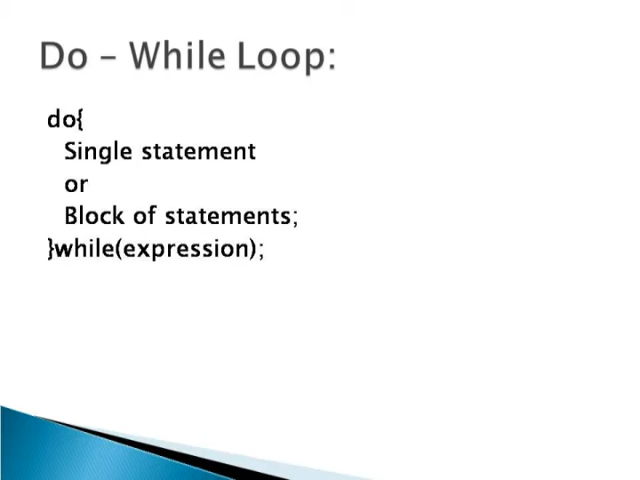 Do – While Loop:
do{
Single statement
or
Block of statements;
}while(expression);